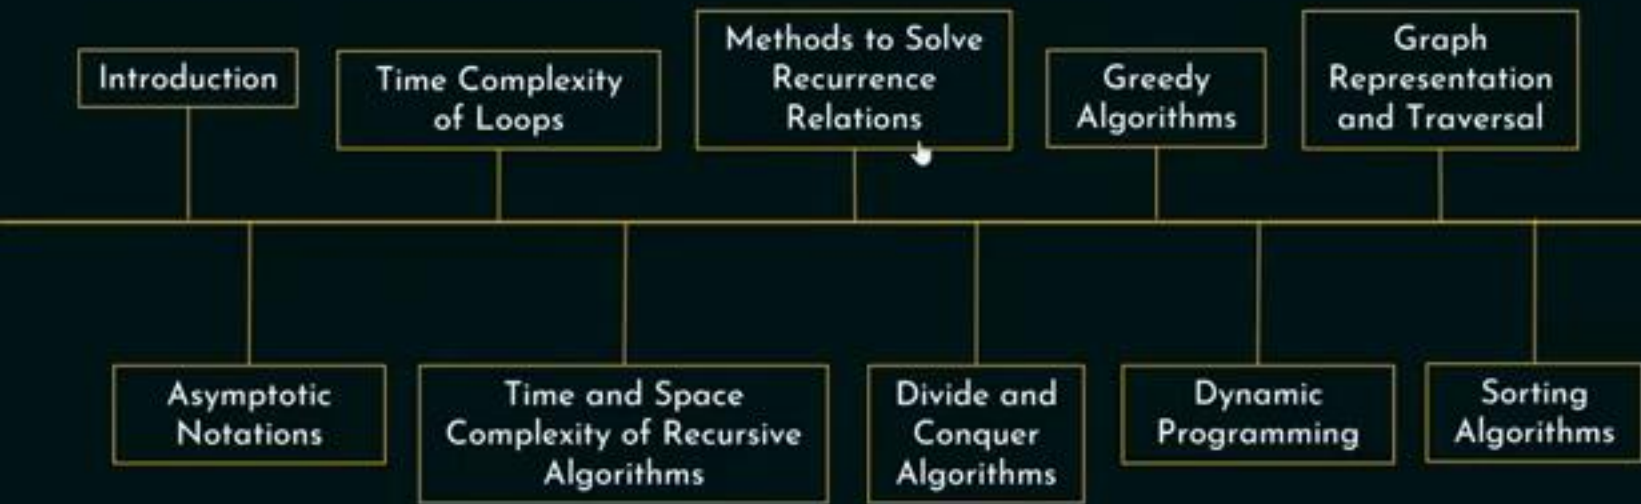 Introduction
Time Complexity
of Loops
Methods to Solve
Recurrence
Relations
Greedy
Algorithms
Graph
Representation
and Traversal
Asymptotic
Notations
Time and Space
Complexity of Recursive
Algorithms
Divide and
Conquer
Algorithms
Dynamic
Programming
Sorting
Algorithms